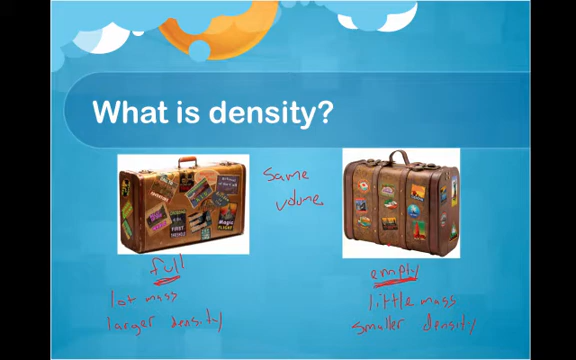 What is density?
Same
volume
full
lot mass
larger density
empty
little mass
smaller density